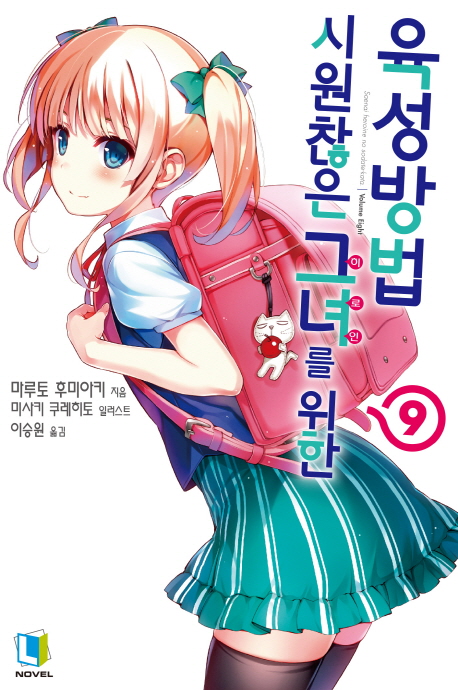 시원찮은 그녀를 위한
히로인
육성방법
Saenai heroine no sodatekata | Volume Eight
9
마루토 후미아키 지음
미사키 쿠레히토 일러스트
이승원 옮김
L
NOVEL